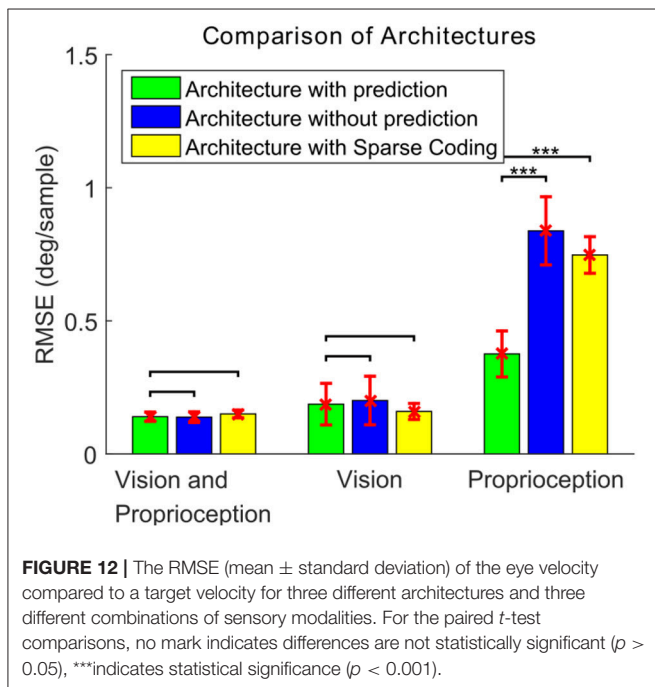 Comparison of Architectures
1.5
Architecture with prediction
Architecture without prediction
Architecture with Sparse Coding
***
***
1
RMSE (deg/sample)
0.5
0
Vision and
Proprioception
Vision
Proprioception
FIGURE 12 | The RMSE (mean ± standard deviation) of the eye velocity
compared to a target velocity for three different architectures and three
different combinations of sensory modalities. For the paired t-test
comparisons, no mark indicates differences are not statistically significant (p >
0.05), ***indicates statistical significance (p < 0.001).